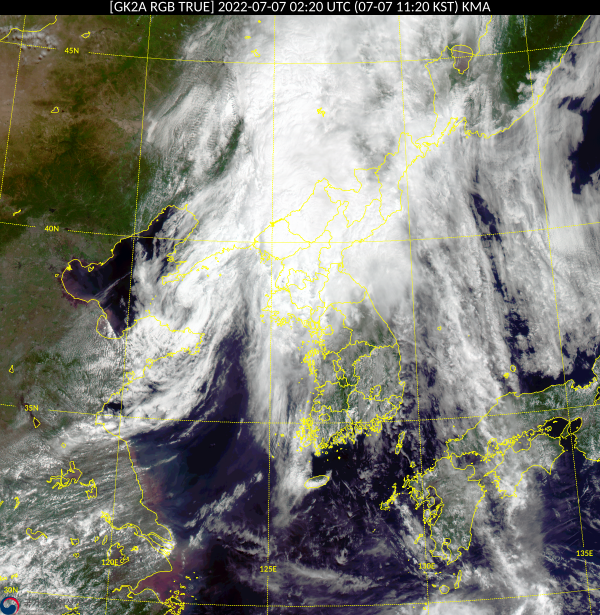 [GK2A RGB TRUE] 2022-07-07 02:20 UTC (07-07 11:20 KST) KMA
45N
40N
35N
135E
130E
125E
120E
30N